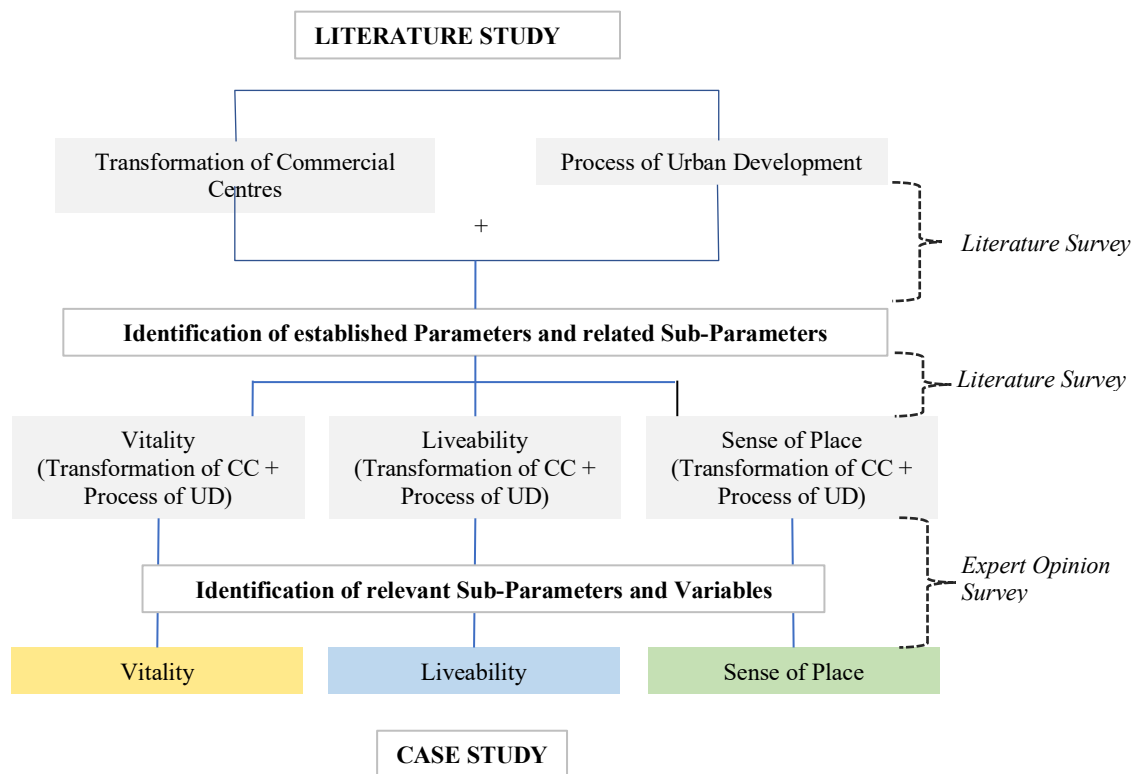 LITERATURE STUDY
Transformation of Commercial
Centres
Process of Urban Development
+
Literature Survey
Identification of established Parameters and related Sub-Parameters
Literature Survey
Vitality
(Transformation of CC +
Process of UD)
Liveability
(Transformation of CC +
Process of UD)
Sense of Place
(Transformation of CC +
Process of UD)
Expert Opinion
Survey
Identification of relevant Sub-Parameters and Variables
Vitality
Liveability
Sense of Place
CASE STUDY